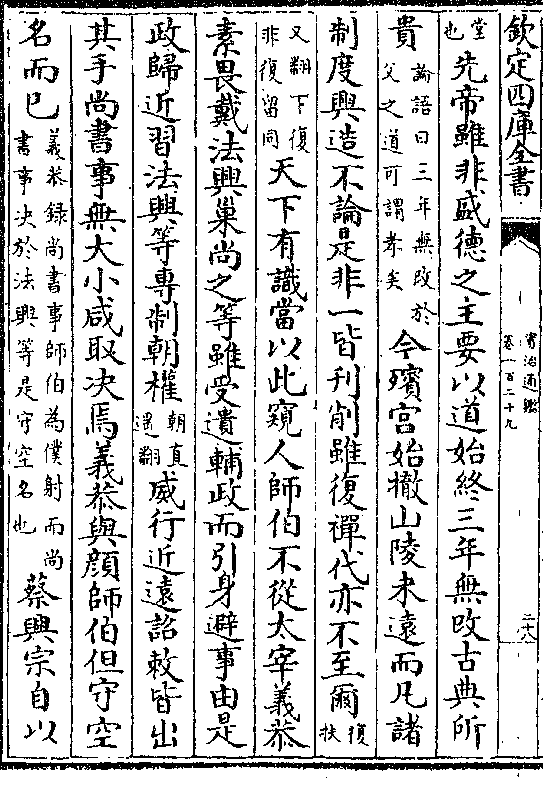 欽定四庫全書
資治通鑑
卷一百二十九
二十八
堂也先帝雖非盛德之主要以道始終三年無改古典所
貴論語曰三年無改於父之道可謂孝矣今殯宮始撤山陵未遠而凡諸
制度興造不論是非一皆刋削雖復禪代亦不至爾復扶
又翻下復非復留同天下有識當以此窺人師伯不從太宰義恭
素畏戴法興巢尚之等雖受遺輔政而引身避事由是
政歸近習法興等專制朝權朝直遥翻威行近遠詔敕皆出
其手尚書事無大小咸取決焉義恭與顔師伯但守空
名而已義恭録尚書事師伯為僕射而尚書事决於法興等是守空名也蔡興宗自以